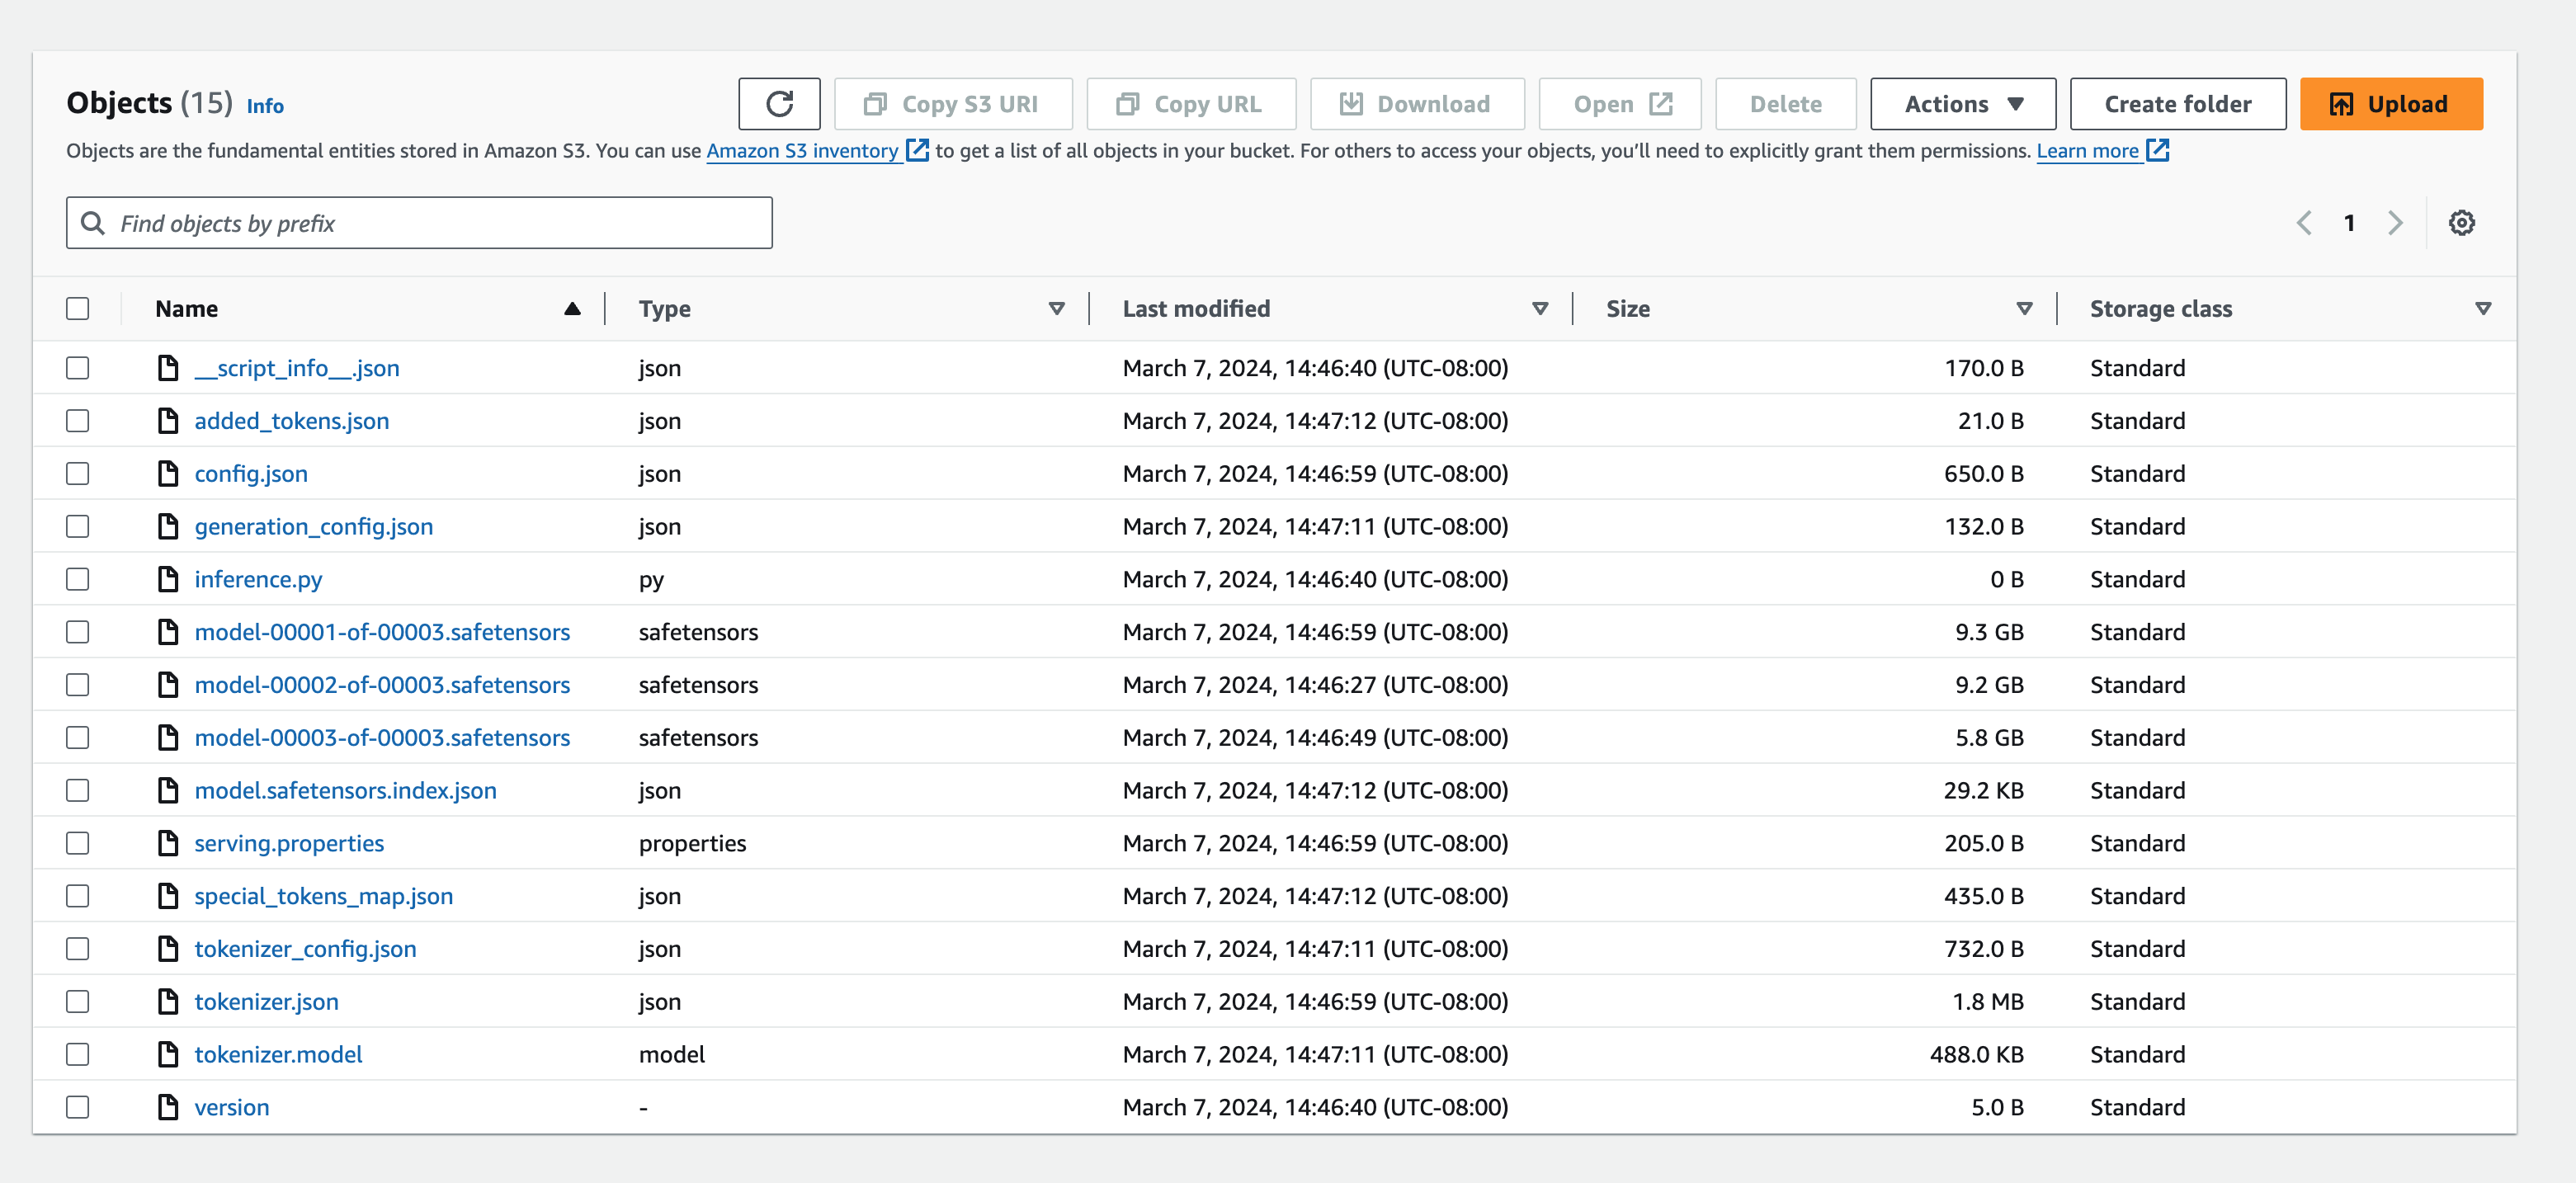 Objects (15) Info
Copy S3 URI Copy URL Download Open Delete Actions Create folder Upload
Objects are the fundamental entities stored in Amazon S3. You can use Amazon S3 inventory to get a list of all objects in your bucket. For others to access your objects, you’ll need to explicitly grant them permissions. Learn more
Find objects by prefix 1
Name Type Last modified Size Storage class
__script_info__.json json March 7, 2024, 14:46:40 (UTC-08:00) 170.0 B Standard
added_tokens.json json March 7, 2024, 14:47:12 (UTC-08:00) 21.0 B Standard
config.json json March 7, 2024, 14:46:59 (UTC-08:00) 650.0 B Standard
generation_config.json json March 7, 2024, 14:47:11 (UTC-08:00) 132.0 B Standard
inference.py py March 7, 2024, 14:46:40 (UTC-08:00) 0 B Standard
model-00001-of-00003.safetensors safetensors March 7, 2024, 14:46:59 (UTC-08:00) 9.3 GB Standard
model-00002-of-00003.safetensors safetensors March 7, 2024, 14:46:27 (UTC-08:00) 9.2 GB Standard
model-00003-of-00003.safetensors safetensors March 7, 2024, 14:46:49 (UTC-08:00) 5.8 GB Standard
model.safetensors.index.json json March 7, 2024, 14:47:12 (UTC-08:00) 29.2 KB Standard
serving.properties properties March 7, 2024, 14:46:59 (UTC-08:00) 205.0 B Standard
special_tokens_map.json json March 7, 2024, 14:47:12 (UTC-08:00) 435.0 B Standard
tokenizer_config.json json March 7, 2024, 14:47:11 (UTC-08:00) 732.0 B Standard
tokenizer.json json March 7, 2024, 14:46:59 (UTC-08:00) 1.8 MB Standard
tokenizer.model model March 7, 2024, 14:47:11 (UTC-08:00) 488.0 KB Standard
version - March 7, 2024, 14:46:40 (UTC-08:00) 5.0 B Standard